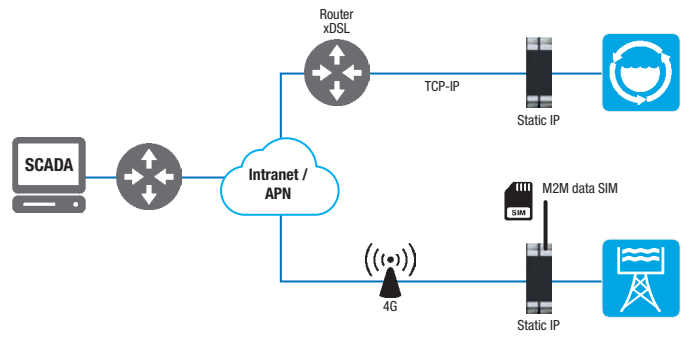 Router
xDSL
TCP-IP
Static IP
SCADA
Intranet /
APN
M2M data SIM
SIM
4G
Static IP